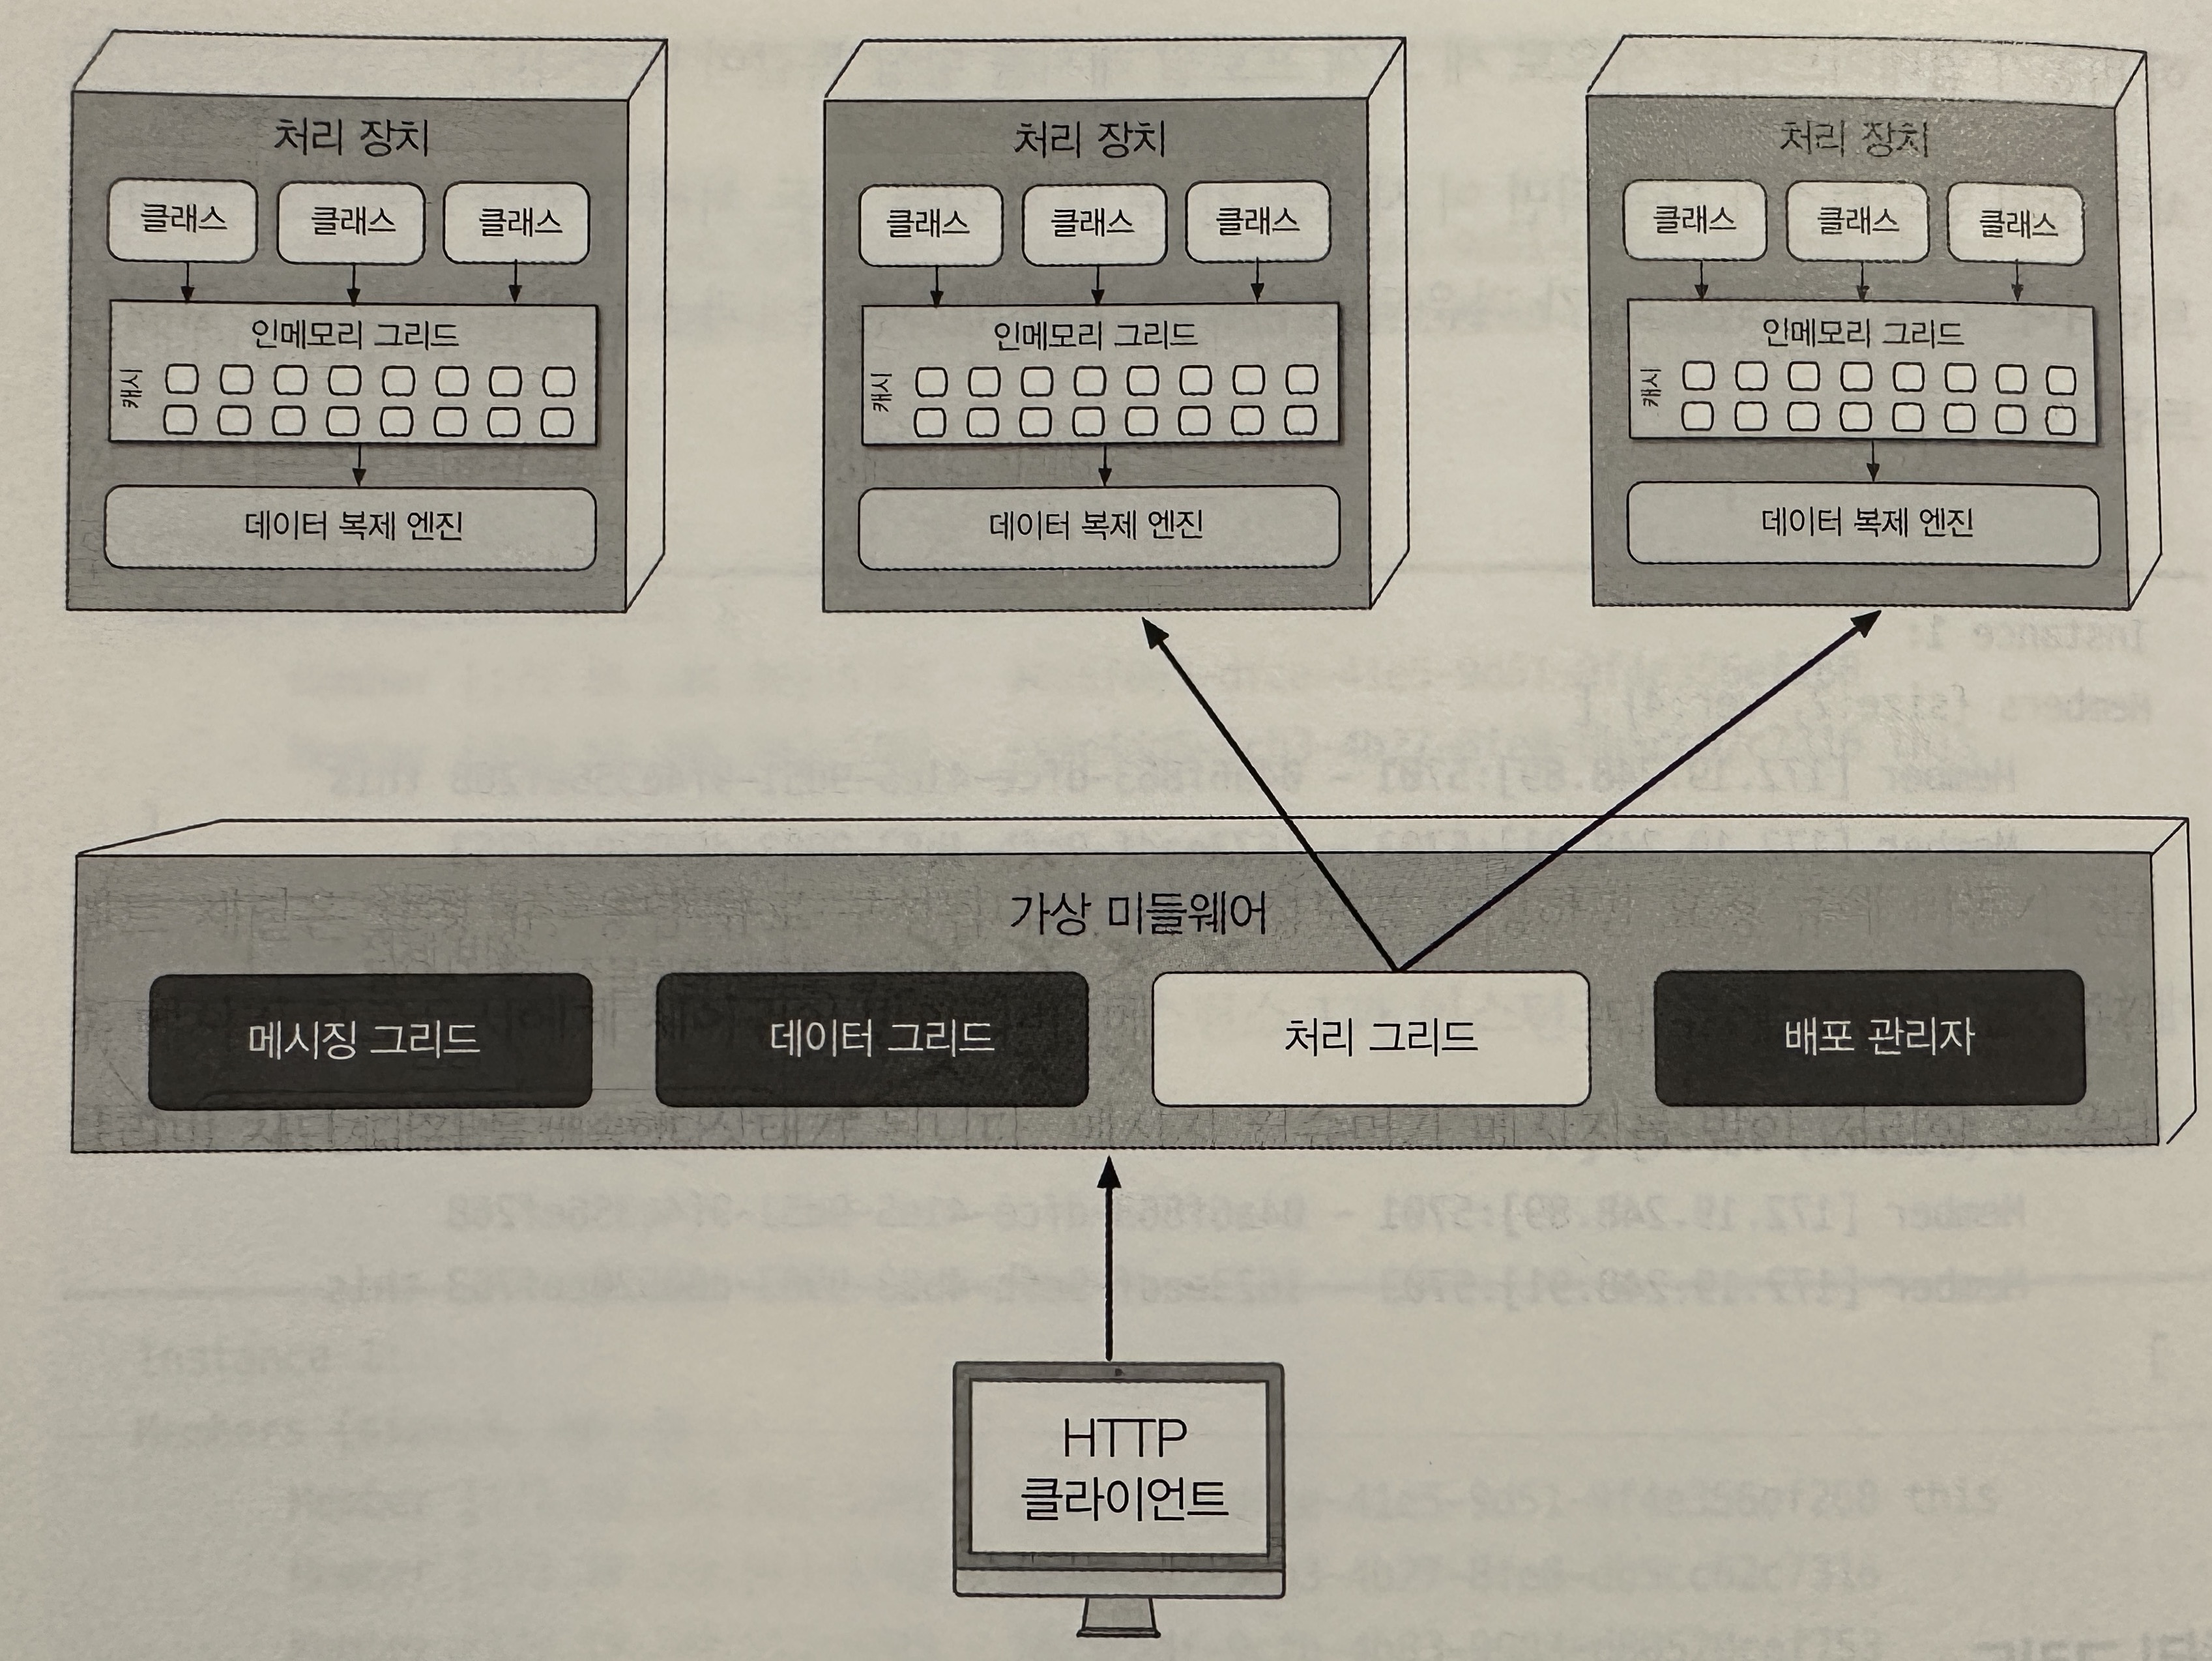 처리 장치
클래스 클래스 클래스
인메모리 그리드
캐시
데이터 복제 엔진
처리 장치
클래스 클래스 클래스
인메모리 그리드
캐시
데이터 복제 엔진
처리 장치
클래스 클래스 클래스
인메모리 그리드
캐시
데이터 복제 엔진
가상 미들웨어
메시징 그리드
데이터 그리드
처리 그리드
배포 관리자
HTTP
클라이언트